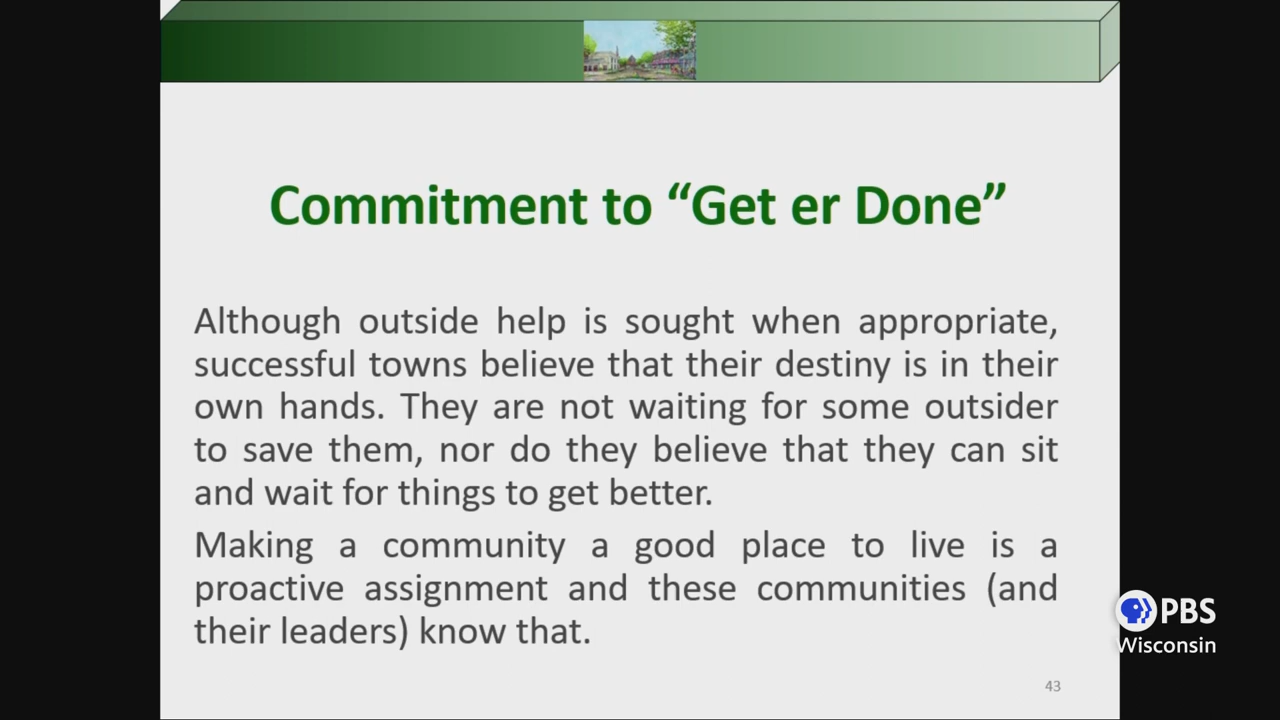 Commitment to “Get er Done”
Although outside help is sought when appropriate,
successful towns believe that their destiny is in their
own hands. They are not waiting for some outsider
to save them, nor do they believe that they can sit
and wait for things to get better.
Making a community a good place to live is a
proactive assignment and these communities (and
their leaders) know that.
PBS
Wisconsin
43